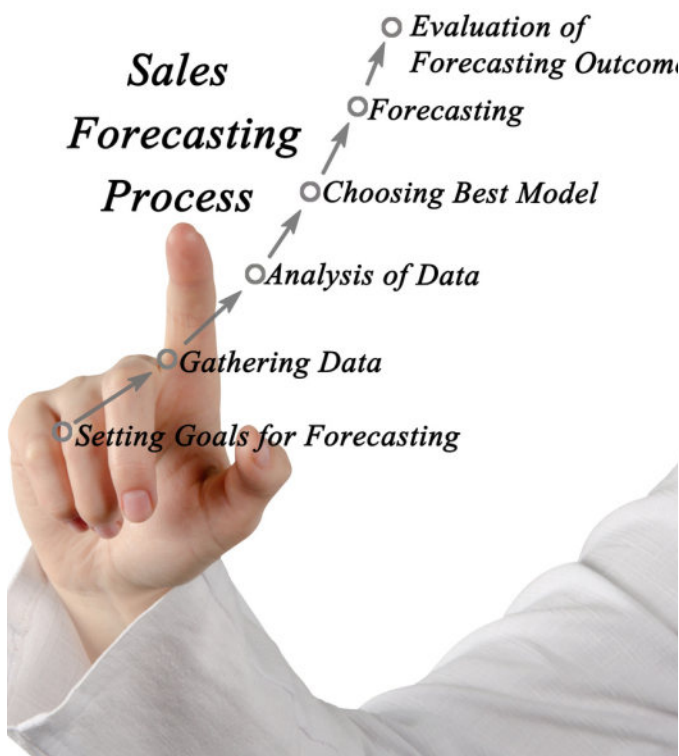 Sales
Forecasting
Process
Evaluation of
Forecasting Outcome
Forecasting
Choosing Best Model
Analysis of Data
Gathering Data
Setting Goals for Forecasting